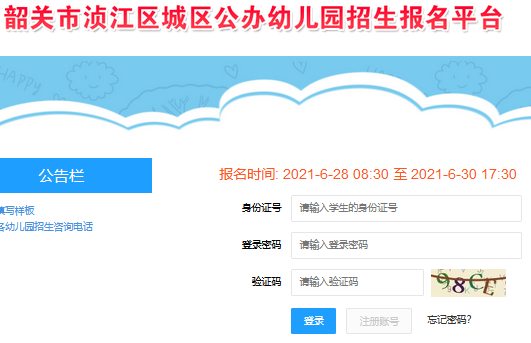 韶关市浈江区城区公办幼儿园招生报名平台
HAPPY
公告栏
填写样板
各幼儿园招生咨询电话
报名时间: 2021-6-28 08:30 至 2021-6-30 17:30
身份证号 请输入学生的身份证号
登录密码 请输入登录密码
验证码 请输入验证码 98CE
登录 注册账号 忘记密码?